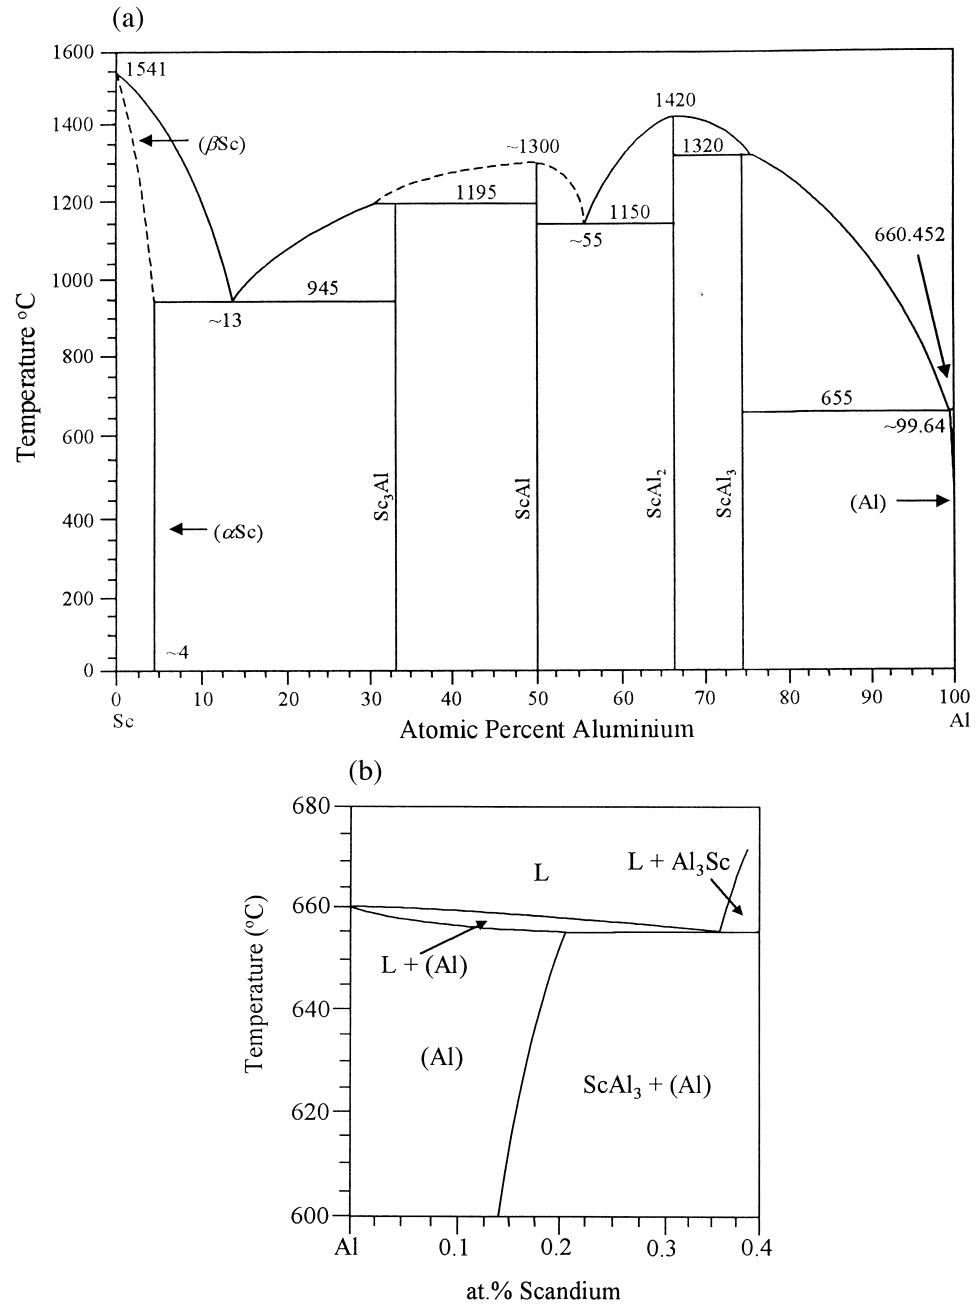 (a)
1600
1541
1420
1400
(βSc)
~1300
1320
1195
1200
1150
~55
660.452
1000
945
~13
800
655
~99.64
600
Temperature °C
Sc₃Al
ScAl
ScAl₂
ScAl₃
(Al)
400
(αSc)
200
~4
0
0 10 20 30 40 50 60 70 80 90 100
Sc Al
Atomic Percent Aluminium
(b)
680
L L + Al₃Sc
660
L + (Al)
640
Temperature (°C)
(Al)
ScAl₃ + (Al)
620
600
Al 0.1 0.2 0.3 0.4
at.% Scandium